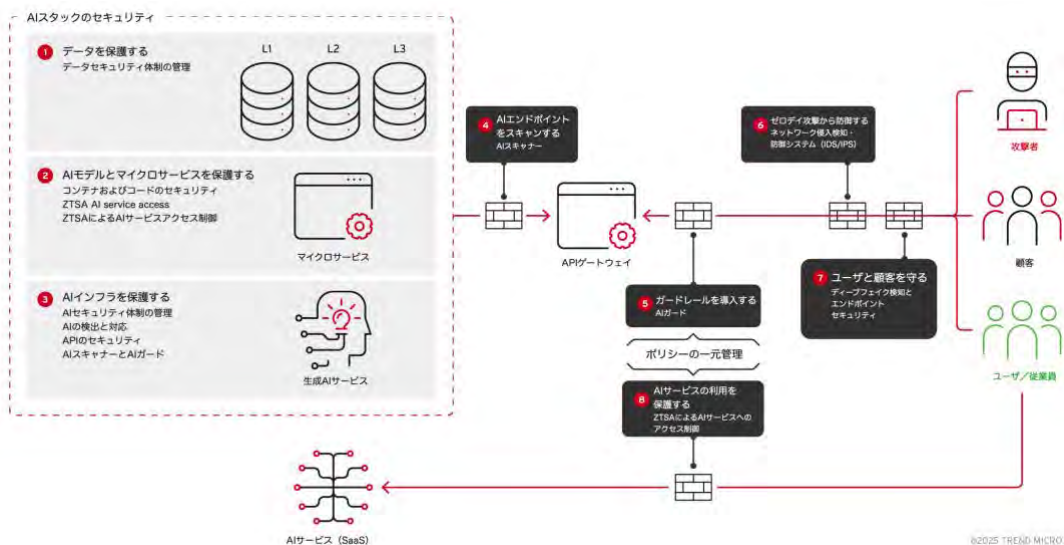 AIスタックのセキュリティ
1 データを保護する
データセキュリティ体制の管理
L1 L2 L3
2 AIモデルとマイクロサービスを保護する
コンテナおよびコードのセキュリティ
ZTSA AI service access
ZTSAによるAIサービスアクセス制御
マイクロサービス
3 AIインフラを保護する
AIセキュリティ体制の管理
AIの検出と対応
APIのセキュリティ
AIスキャナーとAIガード
生成AIサービス
4 AIエンドポイント
をスキャンする
AIスキャナー
APIゲートウェイ
5 ガードレールを導入する
AIガード
ポリシーの一元管理
6 ゼロデイ攻撃から防御する
ネットワーク侵入検知・
防御システム（IDS/IPS）
7 ユーザと顧客を守る
ディープフェイク検知と
エンドポイント
セキュリティ
8 AIサービスの利用を
保護する
ZTSAによるAIサービスへの
アクセス制御
攻撃者
顧客
ユーザ／従業員
AIサービス（SaaS）
©2025 TREND MICRO